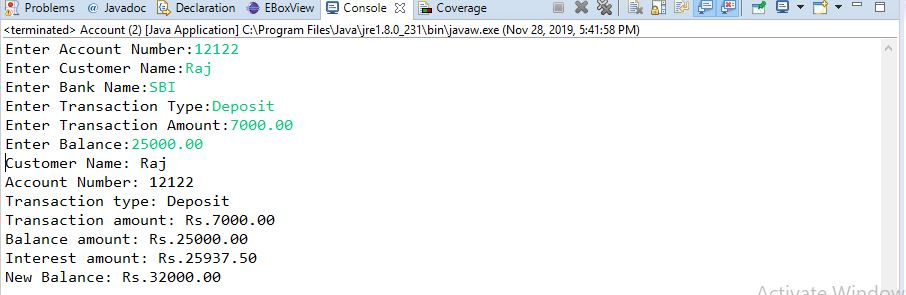 Problems @ Javadoc Declaration EBoxView Console Coverage
<terminated> Account (2) [Java Application] C:\Program Files\Java\jre1.8.0_231\bin\javaw.exe (Nov 28, 2019, 5:41:58 PM)
Enter Account Number:12122
Enter Customer Name:Raj
Enter Bank Name:SBI
Enter Transaction Type:Deposit
Enter Transaction Amount:7000.00
Enter Balance:25000.00
Customer Name: Raj
Account Number: 12122
Transaction type: Deposit
Transaction amount: Rs.7000.00
Balance amount: Rs.25000.00
Interest amount: Rs.25937.50
New Balance: Rs.32000.00
Activate Window